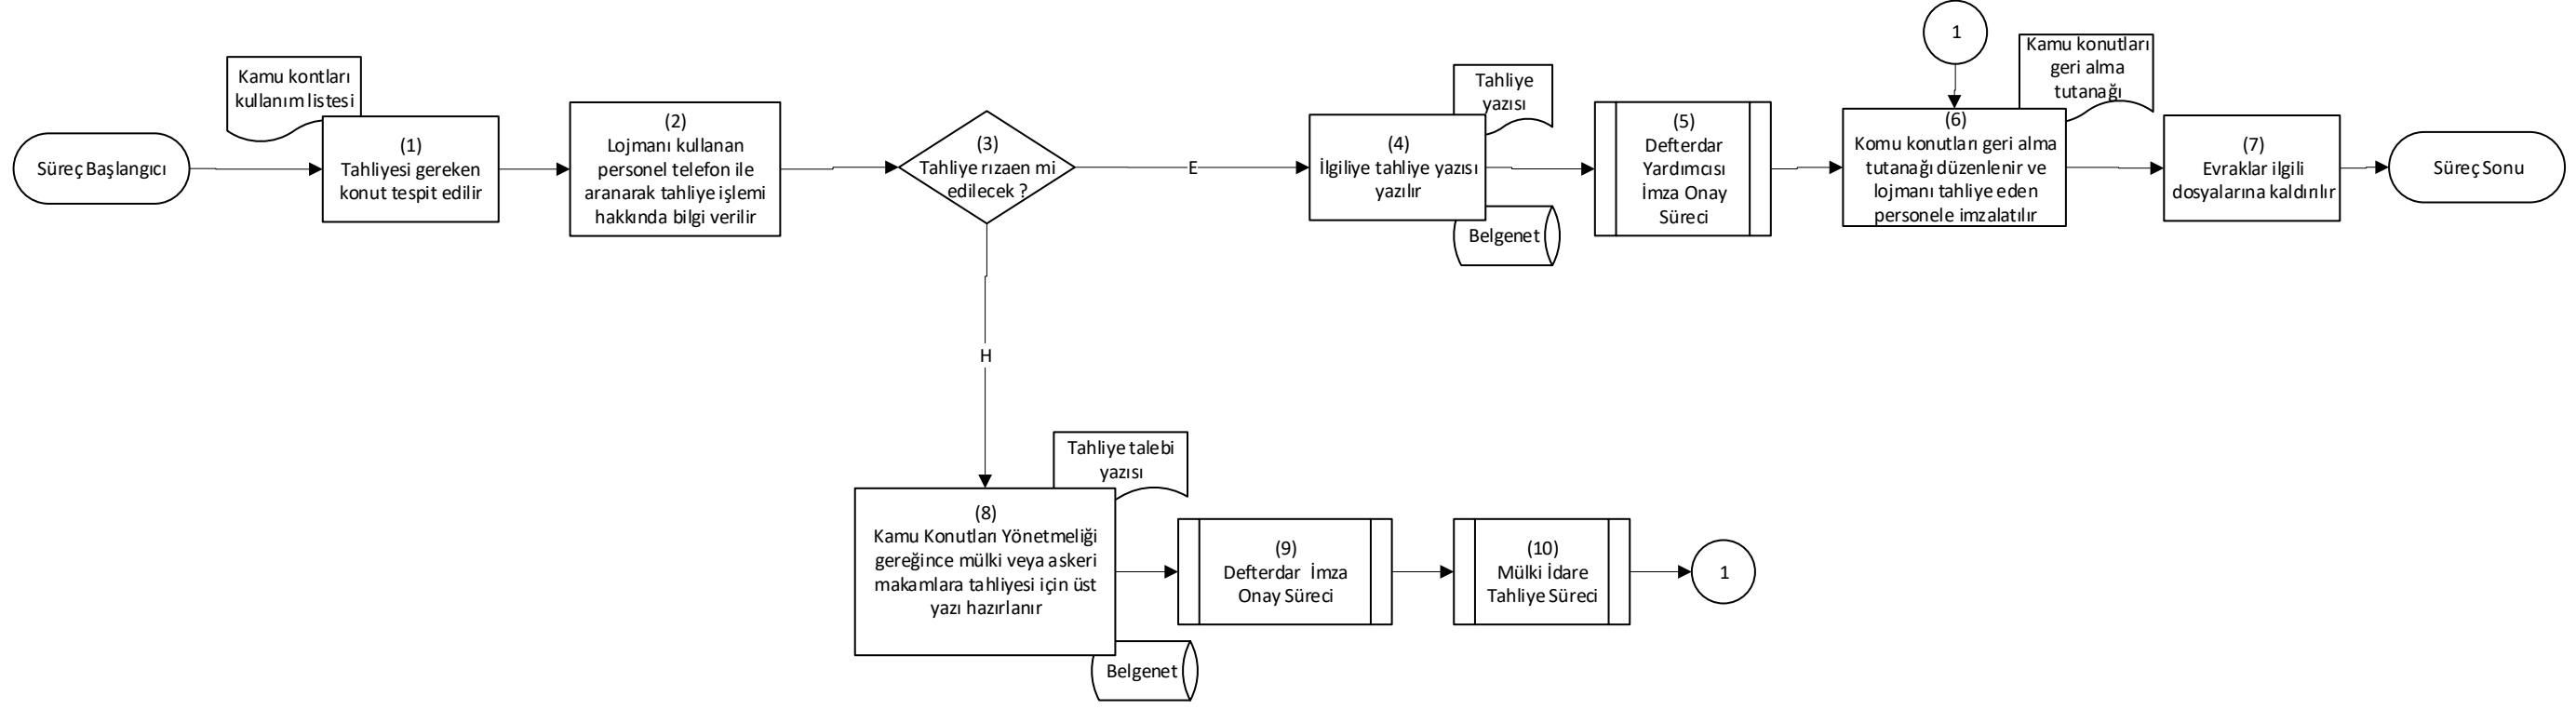 Süreç Başlangıcı
Kamu kontları
kullanım listesi
(1)
Tahliyesi gereken
konut tespit edilir
(2)
Lojmanı kullanan
personel telefon ile
aranarak tahliye işlemi
hakkında bilgi verilir
(3)
Tahliye rızaen mi
edilecek ?
E
Tahliye
yazısı
(4)
İlgiliye tahliye yazısı
yazılır
Belgenet
(5)
Defterdar
Yardımcısı
İmza Onay
Süreci
1
Kamu konutları
geri alma
tutanağı
(6)
Komu konutları geri alma
tutanağı düzenlenir ve
lojmanı tahliye eden
personele imzalatılır
(7)
Evraklar ilgili
dosyalarına kaldırılır
Süreç Sonu
H
Tahliye talebi
yazısı
(8)
Kamu Konutları Yönetmeliği
gereğince mülki veya askeri
makamlara tahliyesi için üst
yazı hazırlanır
Belgenet
(9)
Defterdar İmza
Onay Süreci
(10)
Mülki İdare
Tahliye Süreci
1